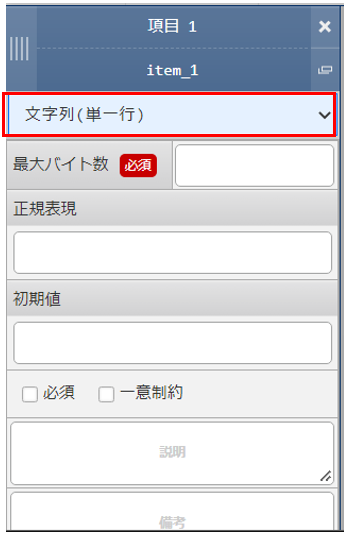 項目 1
item_1
文字列(単一行)
最大バイト数 必須
正規表現
初期値
必須 一意制約
説明
備考